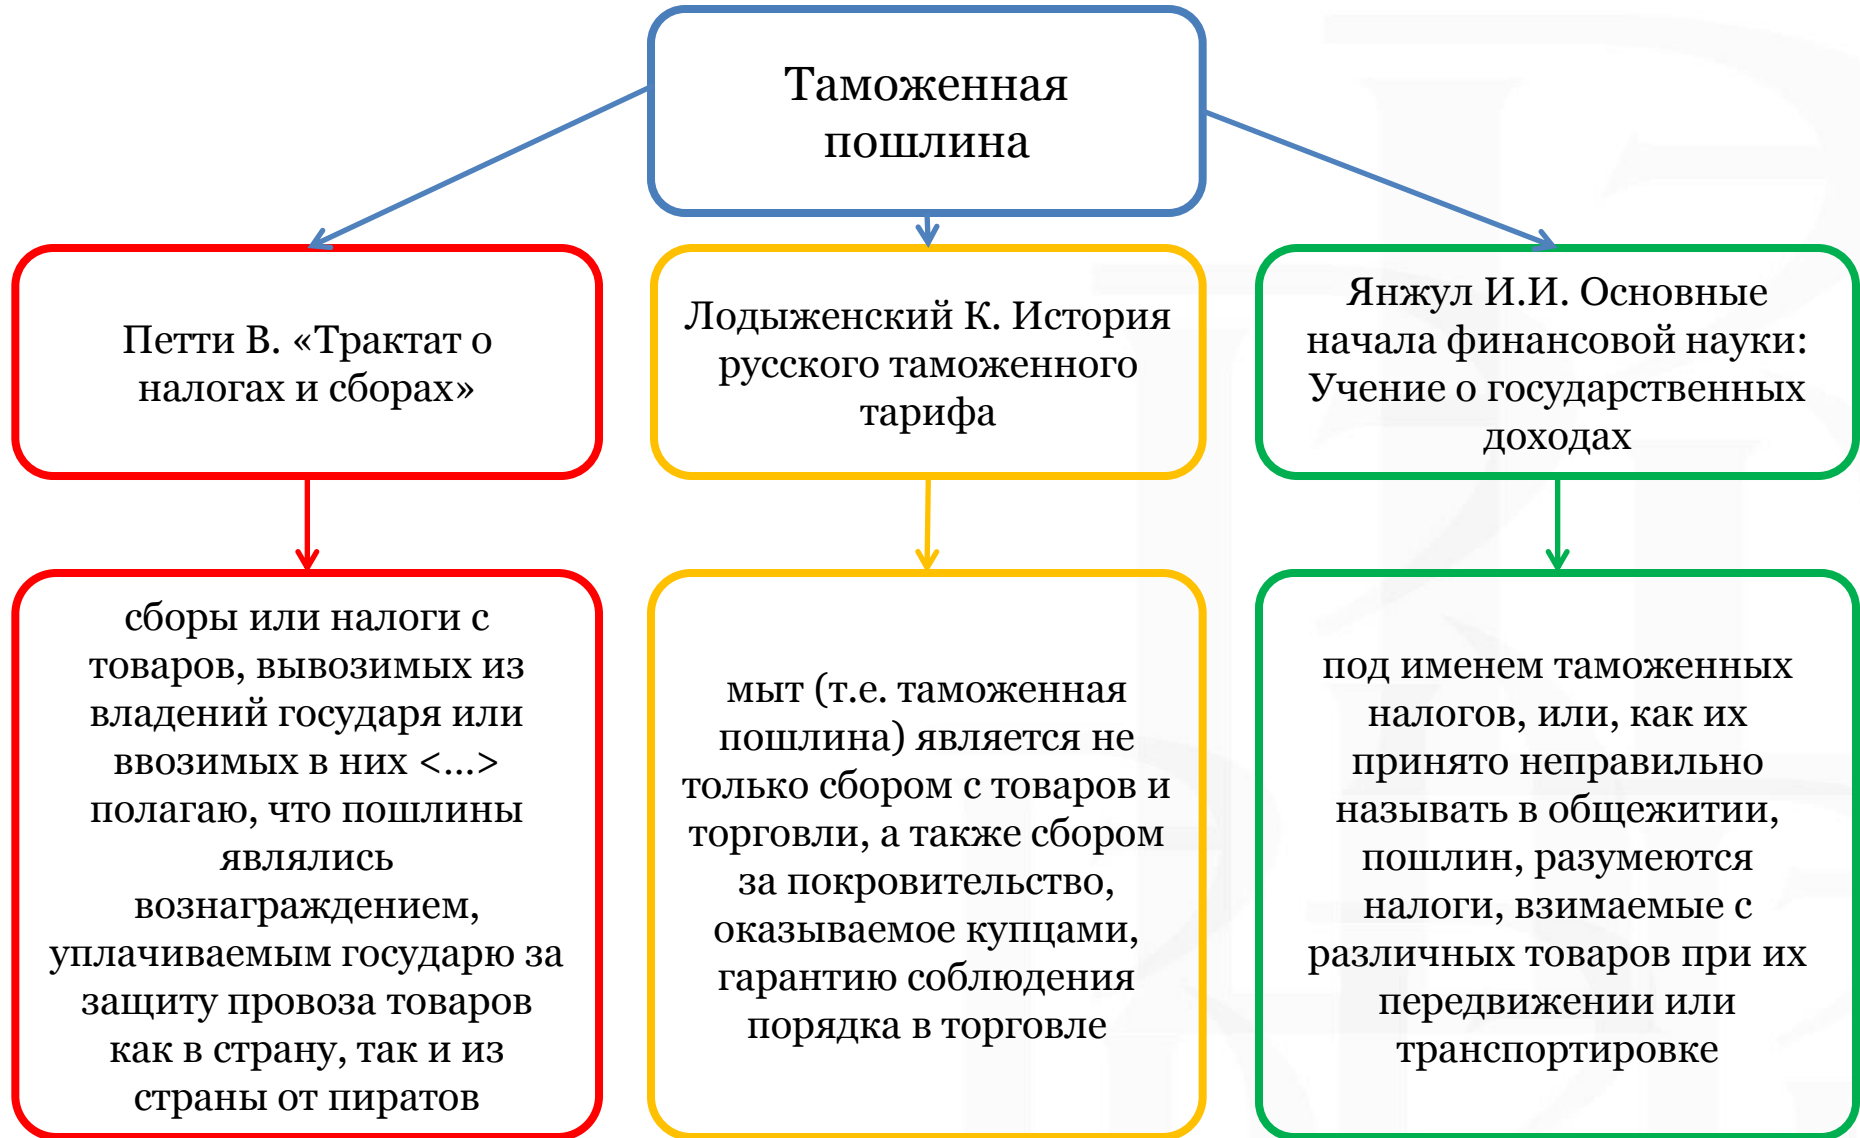 Таможенная
пошлина
Петти В. «Трактат о
налогах и сборах»
Лодыженский К. История
русского таможенного
тарифа
Янжул И.И. Основные
начала финансовой науки:
Учение о государственных
доходах
сборы или налоги с
товаров, вывозимых из
владений государя или
ввозимых в них <...>
полагаю, что пошлины
являлись
вознаграждением,
уплачиваемым государю за
защиту провоза товаров
как в страну, так и из
страны от пиратов
мыт (т.е. таможенная
пошлина) является не
только сбором с товаров и
торговли, а также сбором
за покровительство,
оказываемое купцами,
гарантию соблюдения
порядка в торговле
под именем таможенных
налогов, или, как их
принято неправильно
называть в общежитии,
пошлин, разумеются
налоги, взимаемые с
различных товаров при их
передвижении или
транспортировке